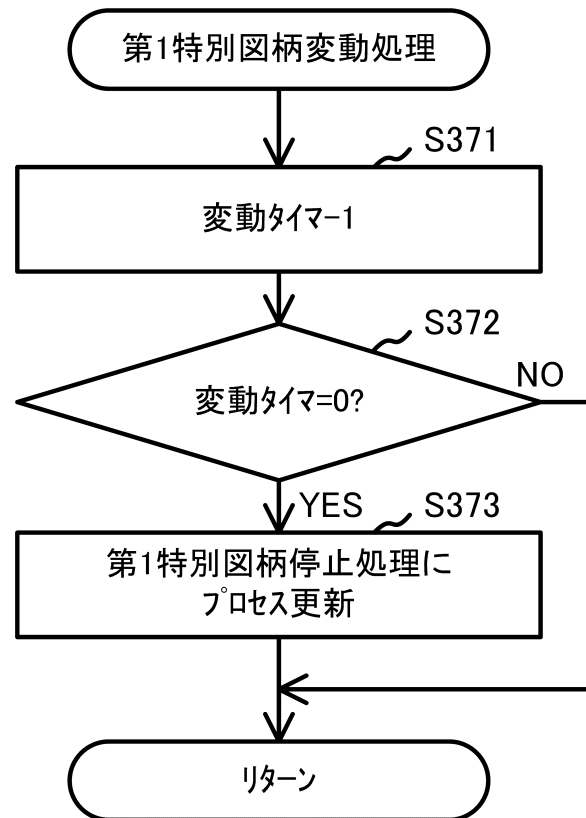 第1特別図柄変動処理
S371
変動ﾀｲﾏ-1
S372
変動ﾀｲﾏ=0?
NO
YES
S373
第1特別図柄停止処理に
ﾌﾟﾛｾｽ更新
ﾘﾀｰﾝ